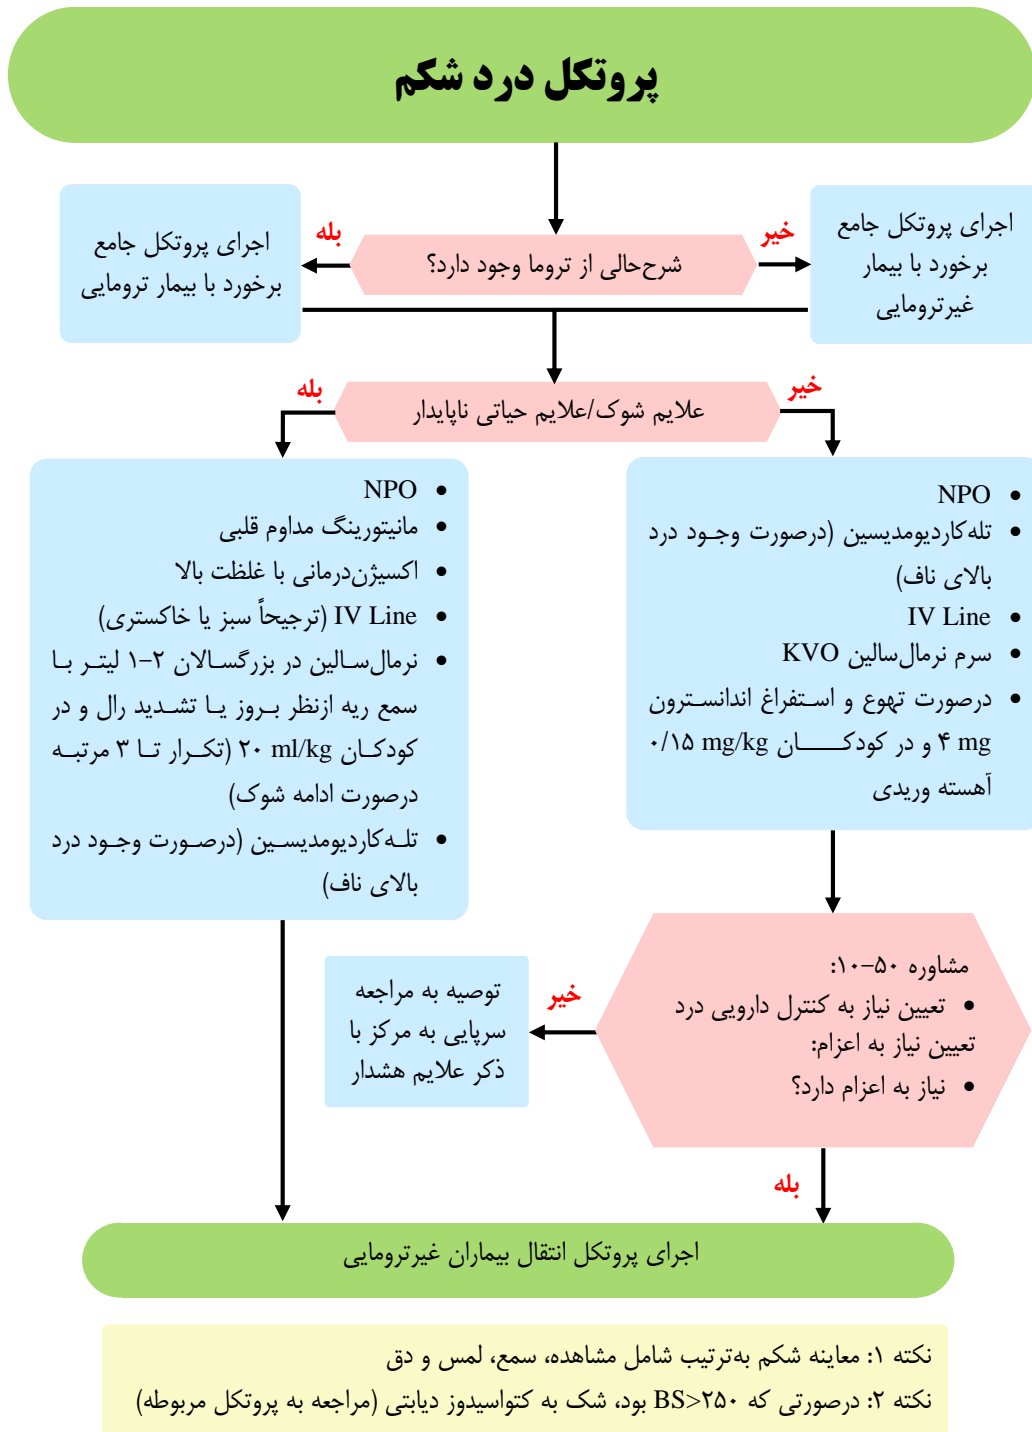 پروتکل درد شکم
خیر
بله
اجرای پروتکل جامع
برخورد با بیمار
غیرترومایی
شرح‌حالی از تروما وجود دارد؟
اجرای پروتکل جامع
برخورد با بیمار ترومایی
خیر
بله
علایم شوک/علایم حیاتی ناپایدار
• NPO
• تله‌کاردیومدیسین (درصورت وجود درد
بالای ناف)
• IV Line
• سرم نرمال‌سالین KVO
• درصورت تهوع و استفراغ اندانسترون
۴ mg و در کودکان ۰/۱۵ mg/kg
آهسته وریدی
• NPO
• مانیتورینگ مداوم قلبی
• اکسیژن‌درمانی با غلظت بالا
• IV Line (ترجیحاً سبز یا خاکستری)
• نرمال‌سالین در بزرگسالان ۲-۱ لیتر با
سمع ریه ازنظر بروز یا تشدید رال و در
کودکان ۲۰ ml/kg (تکرار تا ۳ مرتبه
درصورت ادامه شوک)
• تله‌کاردیومدیسین (درصورت وجود درد
بالای ناف)
مشاوره ۵۰-۱۰:
• تعیین نیاز به کنترل دارویی درد
تعیین نیاز به اعزام:
• نیاز به اعزام دارد؟
خیر
توصیه به مراجعه
سرپایی به مرکز با
ذکر علایم هشدار
بله
اجرای پروتکل انتقال بیماران غیرترومایی
نکته ۱: معاینه شکم به‌ترتیب شامل مشاهده، سمع، لمس و دق
نکته ۲: درصورتی که BS>۲۵۰ بود، شک به کتواسیدوز دیابتی (مراجعه به پروتکل مربوطه)